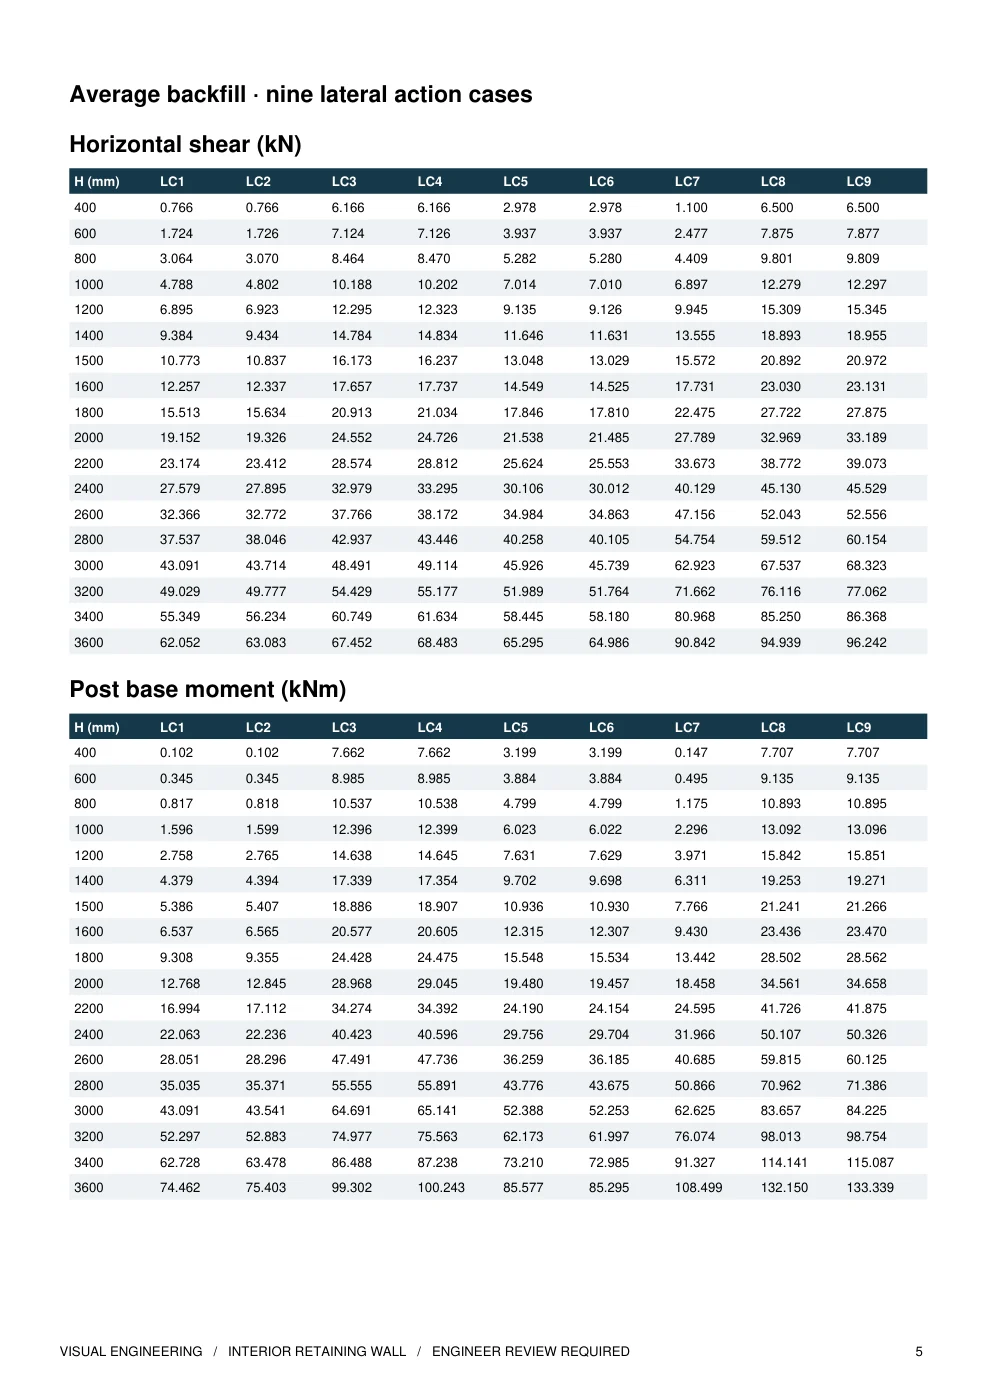 Average backfill · nine lateral action cases
Horizontal shear (kN)
H (mm) LC1 LC2 LC3 LC4 LC5 LC6 LC7 LC8 LC9
400 0.766 0.766 6.166 6.166 2.978 2.978 1.100 6.500 6.500
600 1.724 1.726 7.124 7.126 3.937 3.937 2.477 7.875 7.877
800 3.064 3.070 8.464 8.470 5.282 5.280 4.409 9.801 9.809
1000 4.788 4.802 10.188 10.202 7.014 7.010 6.897 12.279 12.297
1200 6.895 6.923 12.295 12.323 9.135 9.126 9.945 15.309 15.345
1400 9.384 9.434 14.784 14.834 11.646 11.631 13.555 18.893 18.955
1500 10.773 10.837 16.173 16.237 13.048 13.029 15.572 20.892 20.972
1600 12.257 12.337 17.657 17.737 14.549 14.525 17.731 23.030 23.131
1800 15.513 15.634 20.913 21.034 17.846 17.810 22.475 27.722 27.875
2000 19.152 19.326 24.552 24.726 21.538 21.485 27.789 32.969 33.189
2200 23.174 23.412 28.574 28.812 25.624 25.553 33.673 38.772 39.073
2400 27.579 27.895 32.979 33.295 30.106 30.012 40.129 45.130 45.529
2600 32.366 32.772 37.766 38.172 34.984 34.863 47.156 52.043 52.556
2800 37.537 38.046 42.937 43.446 40.258 40.105 54.754 59.512 60.154
3000 43.091 43.714 48.491 49.114 45.926 45.739 62.923 67.537 68.323
3200 49.029 49.777 54.429 55.177 51.989 51.764 71.662 76.116 77.062
3400 55.349 56.234 60.749 61.634 58.445 58.180 80.968 85.250 86.368
3600 62.052 63.083 67.452 68.483 65.295 64.986 90.842 94.939 96.242
Post base moment (kNm)
H (mm) LC1 LC2 LC3 LC4 LC5 LC6 LC7 LC8 LC9
400 0.102 0.102 7.662 7.662 3.199 3.199 0.147 7.707 7.707
600 0.345 0.345 8.985 8.985 3.884 3.884 0.495 9.135 9.135
800 0.817 0.818 10.537 10.538 4.799 4.799 1.175 10.893 10.895
1000 1.596 1.599 12.396 12.399 6.023 6.022 2.296 13.092 13.096
1200 2.758 2.765 14.638 14.645 7.631 7.629 3.971 15.842 15.851
1400 4.379 4.394 17.339 17.354 9.702 9.698 6.311 19.253 19.271
1500 5.386 5.407 18.886 18.907 10.936 10.930 7.766 21.241 21.266
1600 6.537 6.565 20.577 20.605 12.315 12.307 9.430 23.436 23.470
1800 9.308 9.355 24.428 24.475 15.548 15.534 13.442 28.502 28.562
2000 12.768 12.845 28.968 29.045 19.480 19.457 18.458 34.561 34.658
2200 16.994 17.112 34.274 34.392 24.190 24.154 24.595 41.726 41.875
2400 22.063 22.236 40.423 40.596 29.756 29.704 31.966 50.107 50.326
2600 28.051 28.296 47.491 47.736 36.259 36.185 40.685 59.815 60.125
2800 35.035 35.371 55.555 55.891 43.776 43.675 50.866 70.962 71.386
3000 43.091 43.541 64.691 65.141 52.388 52.253 62.625 83.657 84.225
3200 52.297 52.883 74.977 75.563 62.173 61.997 76.074 98.013 98.754
3400 62.728 63.478 86.488 87.238 73.210 72.985 91.327 114.141 115.087
3600 74.462 75.403 99.302 100.243 85.577 85.295 108.499 132.150 133.339
VISUAL ENGINEERING / INTERIOR RETAINING WALL / ENGINEER REVIEW REQUIRED 5